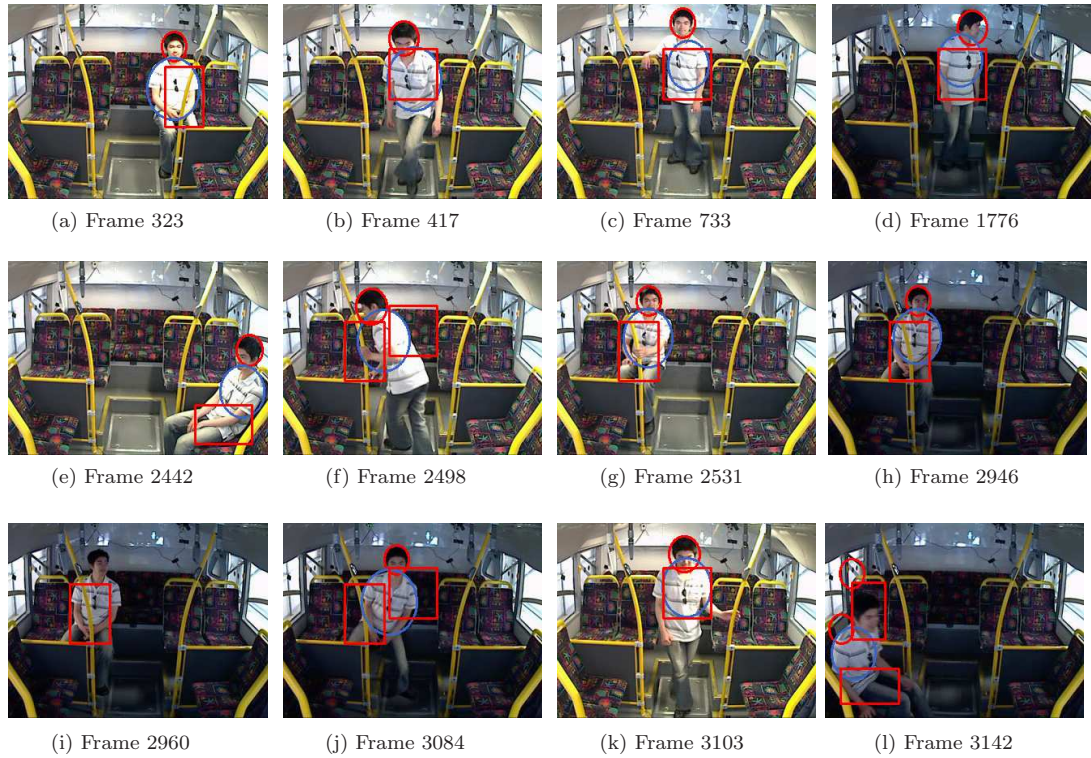 (a) Frame 323
(b) Frame 417
(c) Frame 733
(d) Frame 1776
(e) Frame 2442
(f) Frame 2498
(g) Frame 2531
(h) Frame 2946
(i) Frame 2960
(j) Frame 3084
(k) Frame 3103
(l) Frame 3142